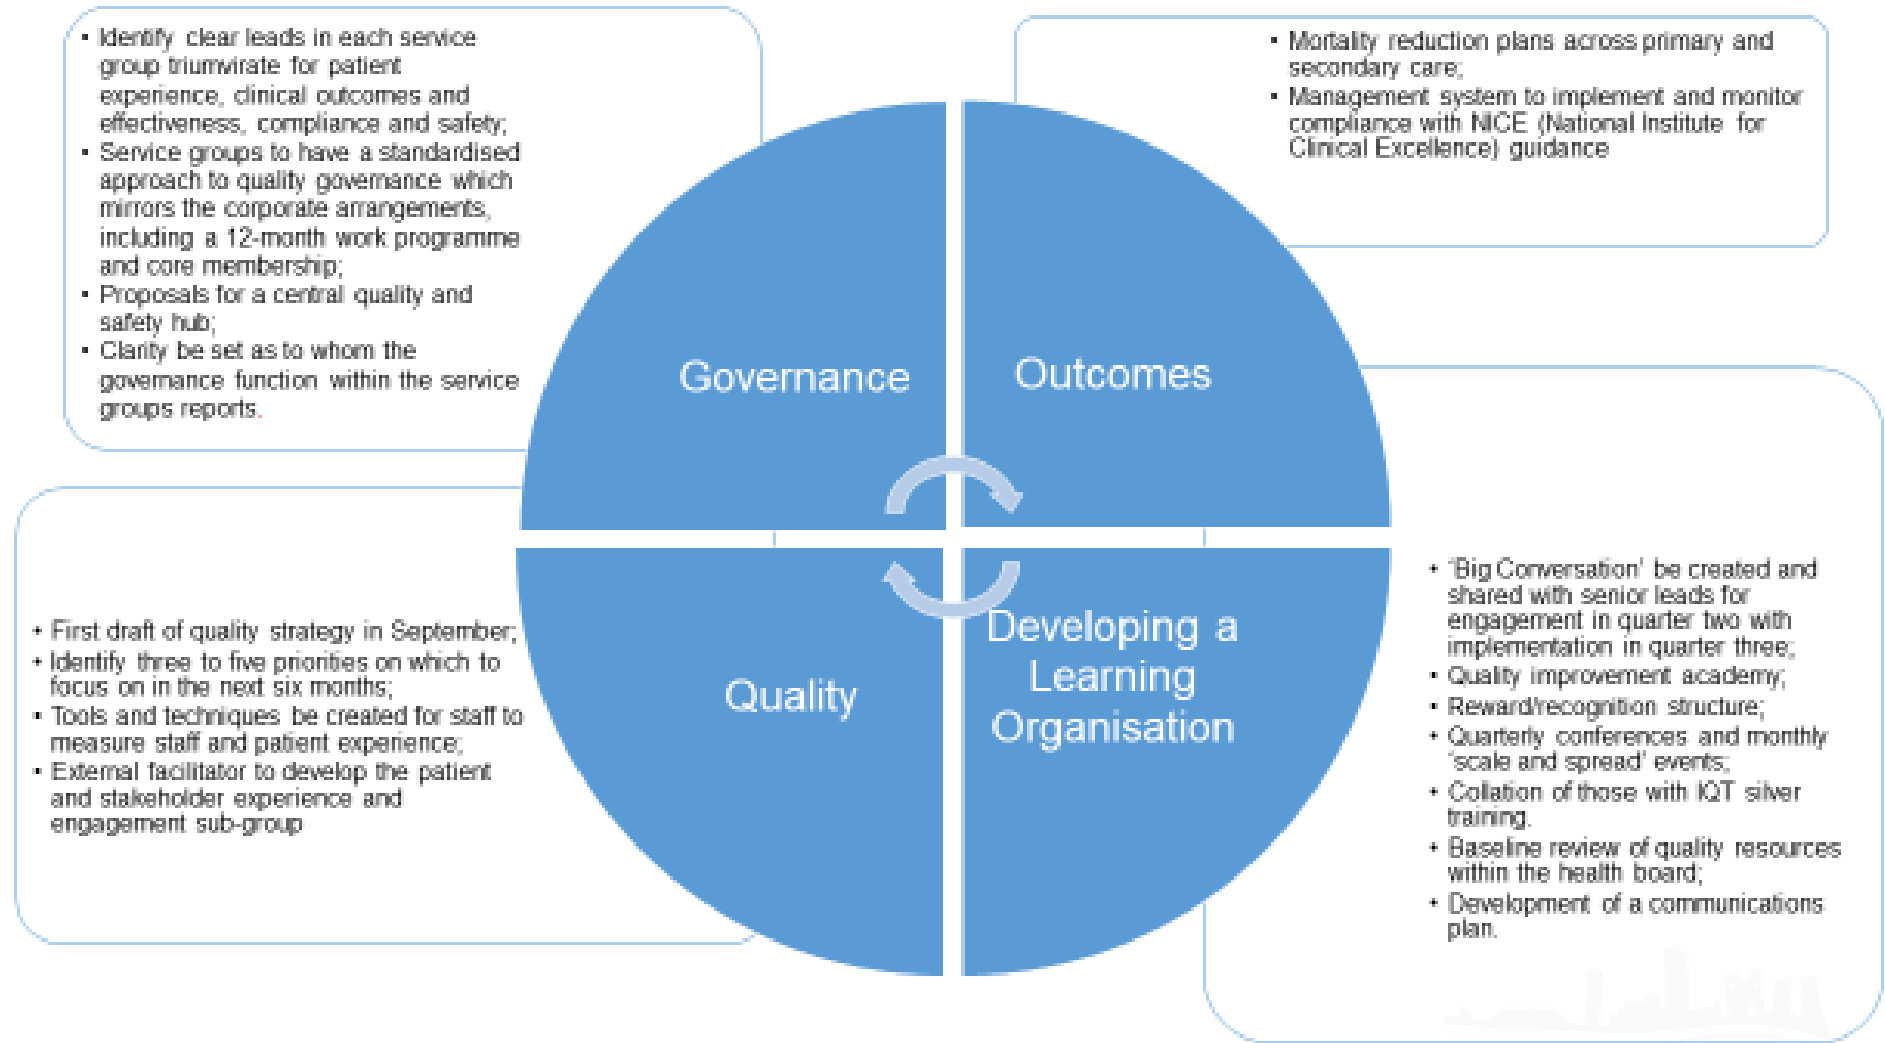 • Identify clear leads in each service
group triumvirate for patient
experience, clinical outcomes and
effectiveness, compliance and safety;
• Service groups to have a standardised
approach to quality governance which
mirrors the corporate arrangements,
including a 12-month work programme
and core membership;
• Proposals for a central quality and
safety hub;
• Clarity be set as to whom the
governance function within the service
groups reports.
• Mortality reduction plans across primary and
secondary care;
• Management system to implement and monitor
compliance with NICE (National Institute for
Clinical Excellence) guidance
Governance
Outcomes
• First draft of quality strategy in September;
• Identify three to five priorities on which to
focus on in the next six months;
• Tools and techniques be created for staff to
measure staff and patient experience;
• External facilitator to develop the patient
and stakeholder experience and
engagement sub-group
Quality
Developing a
Learning
Organisation
• 'Big Conversation' be created and
shared with senior leads for
engagement in quarter two with
implementation in quarter three;
• Quality improvement academy;
• Reward/recognition structure;
• Quarterly conferences and monthly
'scale and spread' events;
• Collation of those with IQT silver
training.
• Baseline review of quality resources
within the health board;
• Development of a communications
plan.